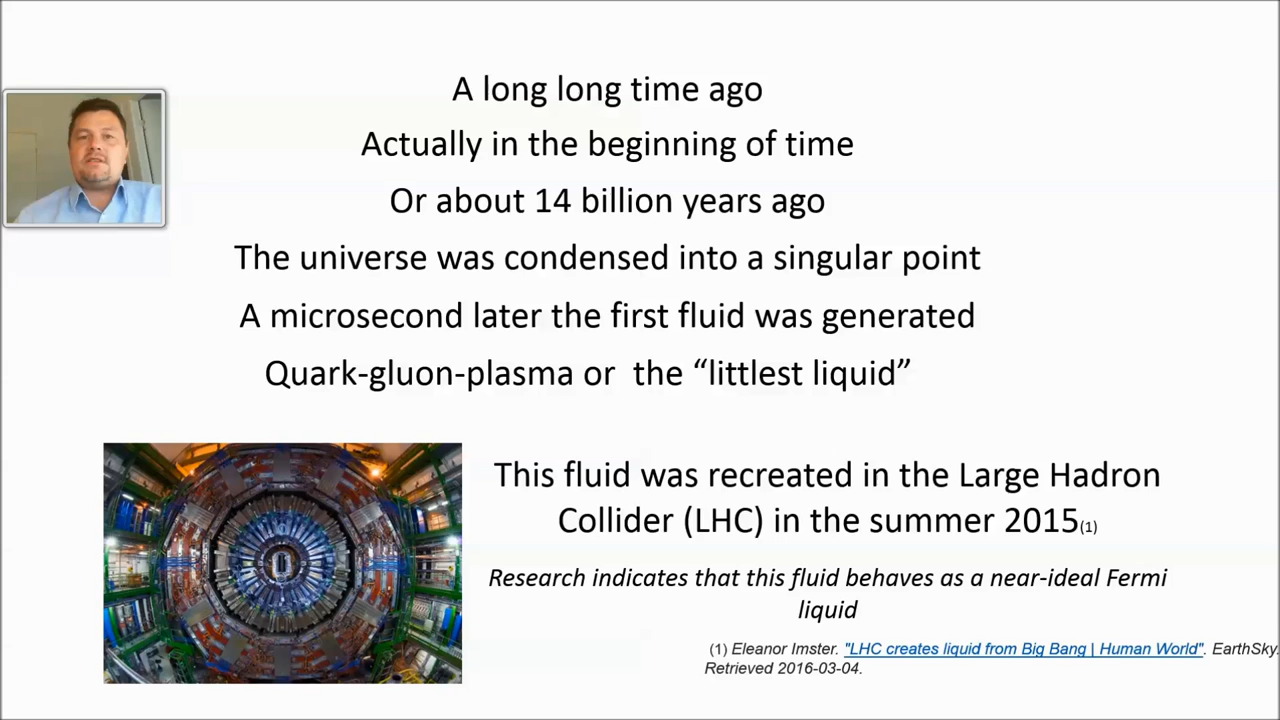 A long long time ago
Actually in the beginning of time
Or about 14 billion years ago
The universe was condensed into a singular point
A microsecond later the first fluid was generated
Quark-gluon-plasma or the “littlest liquid”
This fluid was recreated in the Large Hadron
Collider (LHC) in the summer 2015(1)
Research indicates that this fluid behaves as a near-ideal Fermi
liquid
(1) Eleanor Imster. "LHC creates liquid from Big Bang | Human World". EarthSky.
Retrieved 2016-03-04.